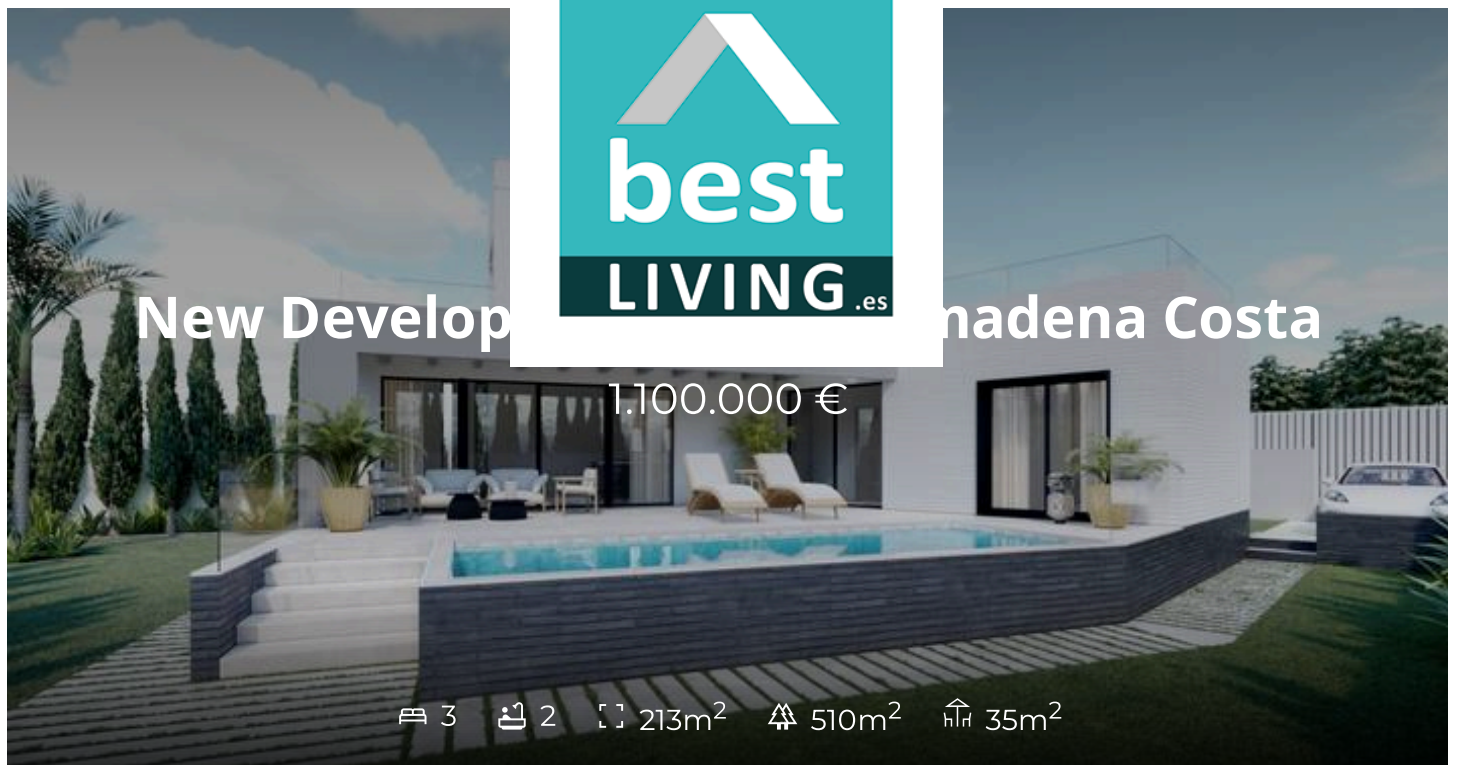 best
LIVING.es
New Develop madena Costa
1.100.000 €
3 2 213m² 510m² 35m²